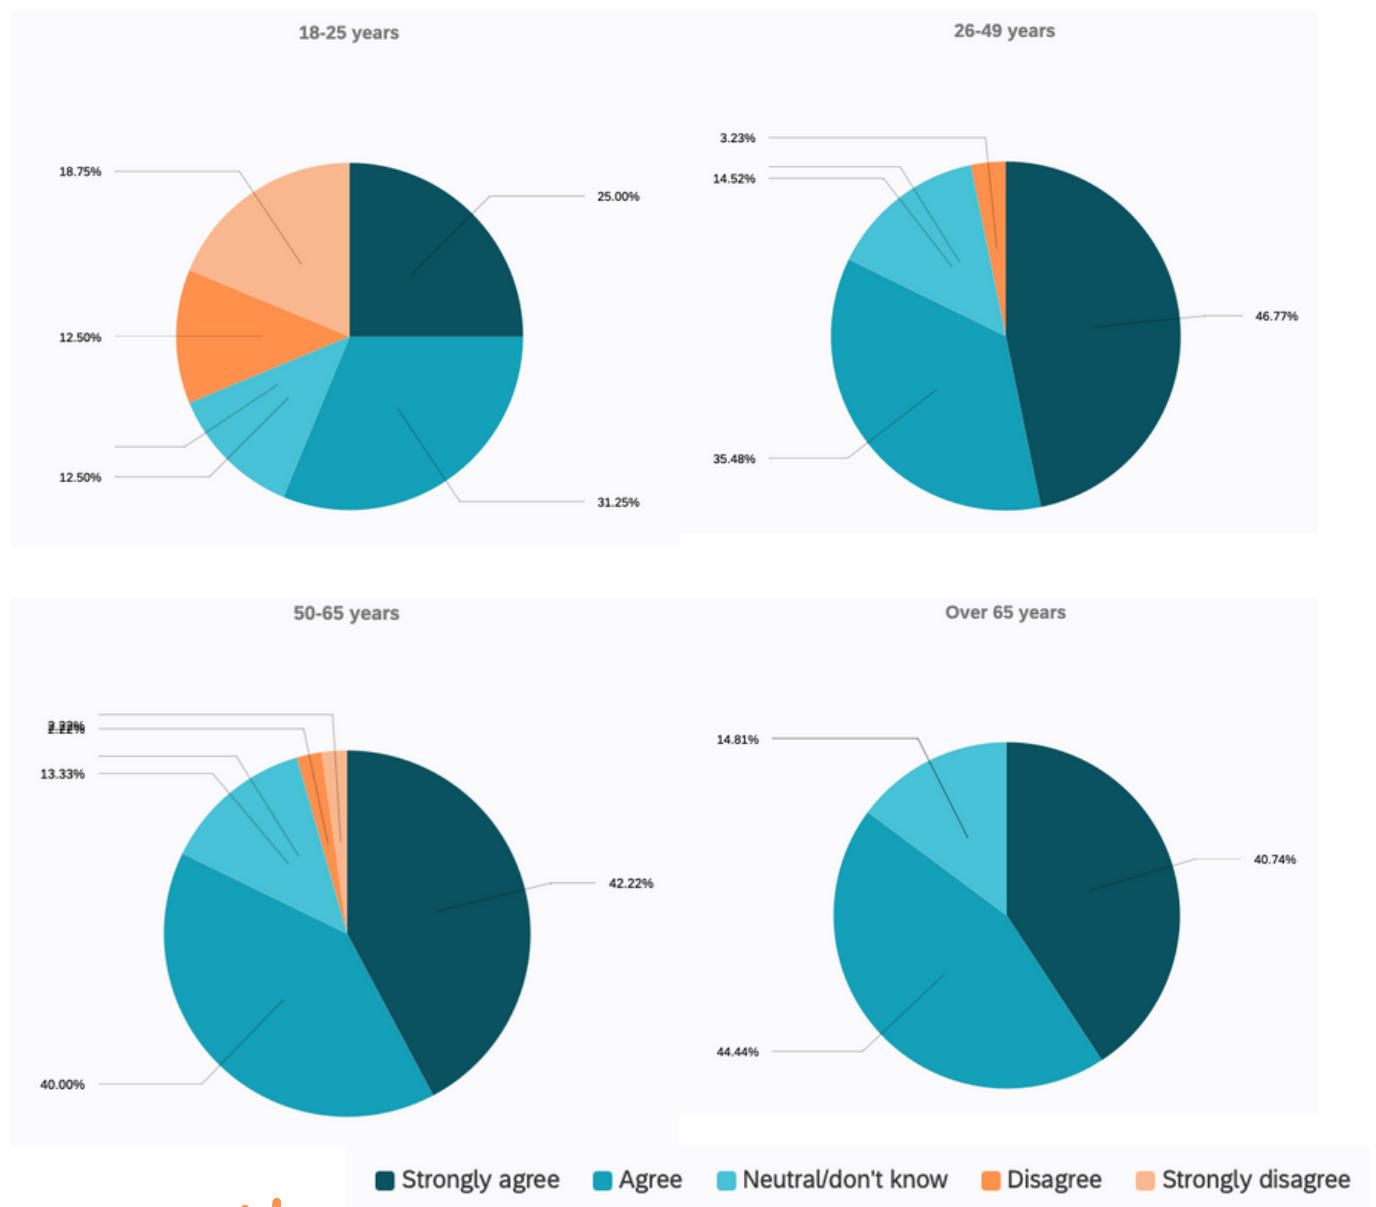 18-25 years
18.75%
25.00%
12.50%
12.50%
31.25%
26-49 years
3.23%
14.52%
46.77%
35.48%
50-65 years
2.22%
13.33%
42.22%
40.00%
Over 65 years
14.81%
40.74%
44.44%
Strongly agree
Agree
Neutral/don't know
Disagree
Strongly disagree